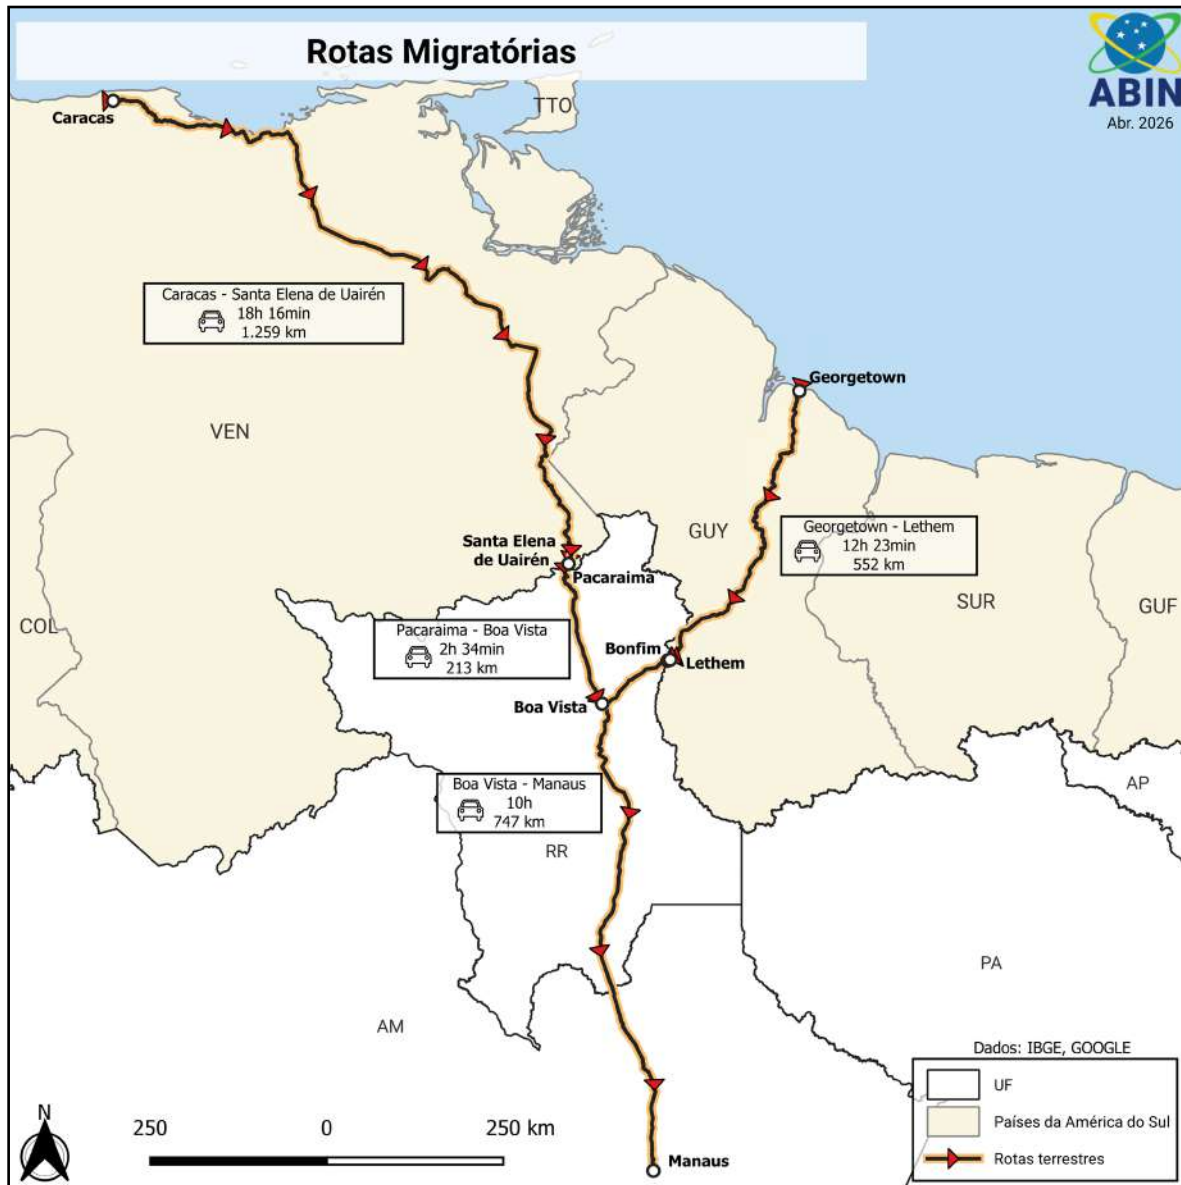 Rotas Migratórias
ABIN
Abr. 2026
TTO
Caracas
Caracas - Santa Elena de Uairén
18h 16min
1.259 km
Georgetown
VEN
GUY
Georgetown - Lethem
12h 23min
552 km
Santa Elena
de Uairén
Pacaraima
SUR
GUF
COL
Pacaraima - Boa Vista
2h 34min
213 km
Bonfim
Lethem
Boa Vista
Boa Vista - Manaus
10h
747 km
AP
RR
PA
AM
Dados: IBGE, GOOGLE
UF
Países da América do Sul
Rotas terrestres
N
250
0
250 km
Manaus